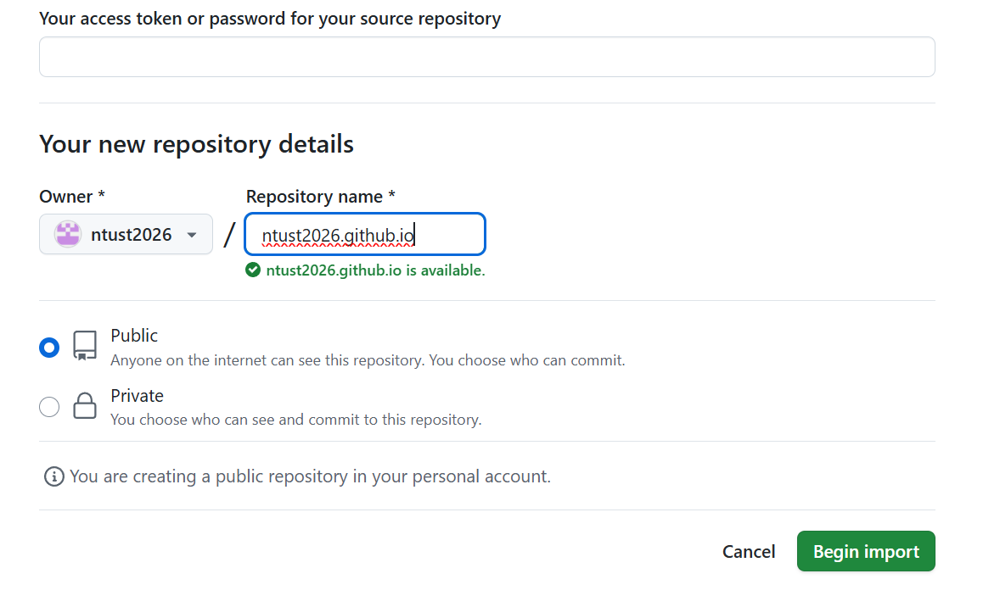 Your access token or password for your source repository
Your new repository details
Owner *
Repository name *
ntust2026
/
ntust2026.github.io
ntust2026.github.io is available.
Public
Anyone on the internet can see this repository. You choose who can commit.
Private
You choose who can see and commit to this repository.
You are creating a public repository in your personal account.
Cancel
Begin import